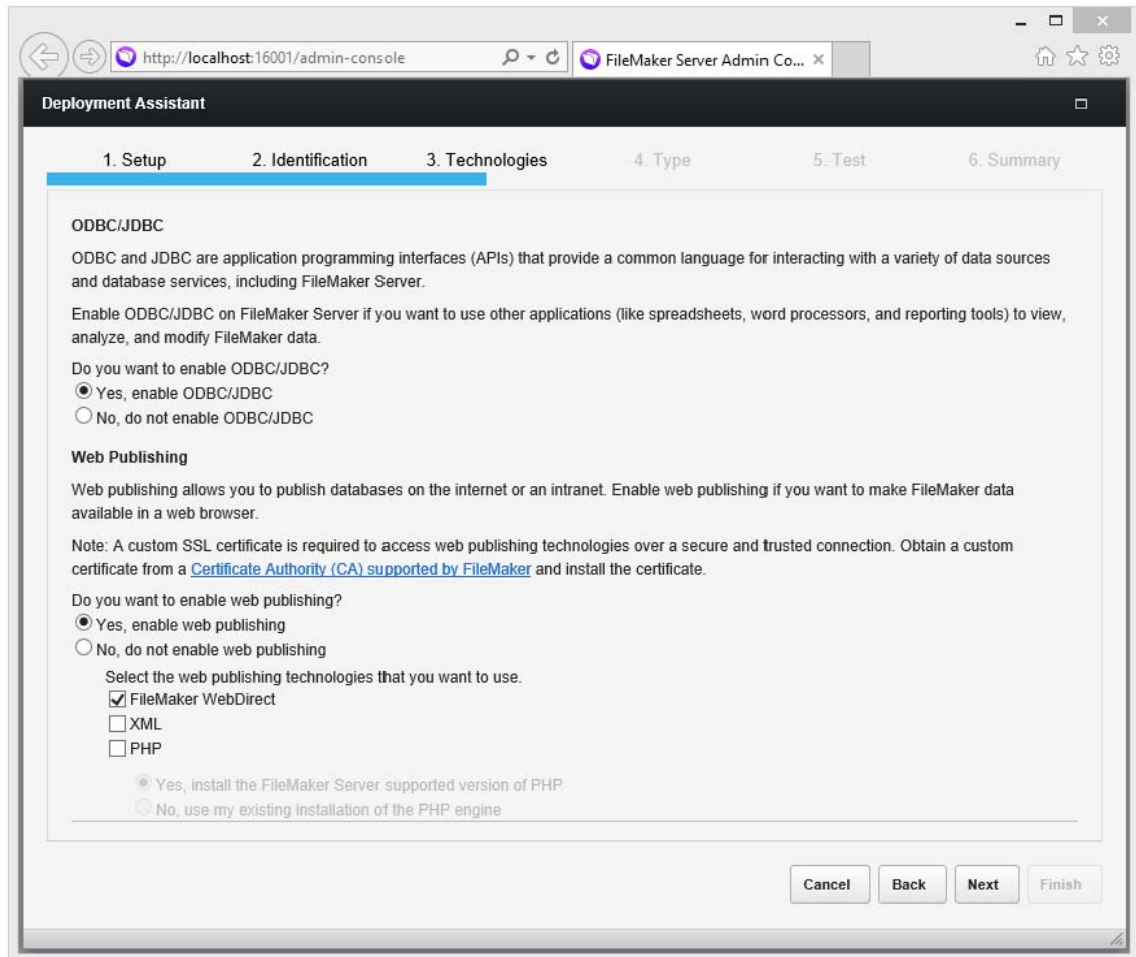 http://localhost:16001/admin-console
FileMaker Server Admin Co...
Deployment Assistant
1. Setup 2. Identification 3. Technologies 4. Type 5. Test 6. Summary
ODBC/JDBC
ODBC and JDBC are application programming interfaces (APIs) that provide a common language for interacting with a variety of data sources
and database services, including FileMaker Server.
Enable ODBC/JDBC on FileMaker Server if you want to use other applications (like spreadsheets, word processors, and reporting tools) to view,
analyze, and modify FileMaker data.
Do you want to enable ODBC/JDBC?
Yes, enable ODBC/JDBC
No, do not enable ODBC/JDBC
Web Publishing
Web publishing allows you to publish databases on the internet or an intranet. Enable web publishing if you want to make FileMaker data
available in a web browser.
Note: A custom SSL certificate is required to access web publishing technologies over a secure and trusted connection. Obtain a custom
certificate from a Certificate Authority (CA) supported by FileMaker and install the certificate.
Do you want to enable web publishing?
Yes, enable web publishing
No, do not enable web publishing
Select the web publishing technologies that you want to use.
FileMaker WebDirect
XML
PHP
Yes, install the FileMaker Server supported version of PHP
No, use my existing installation of the PHP engine
Cancel Back Next Finish